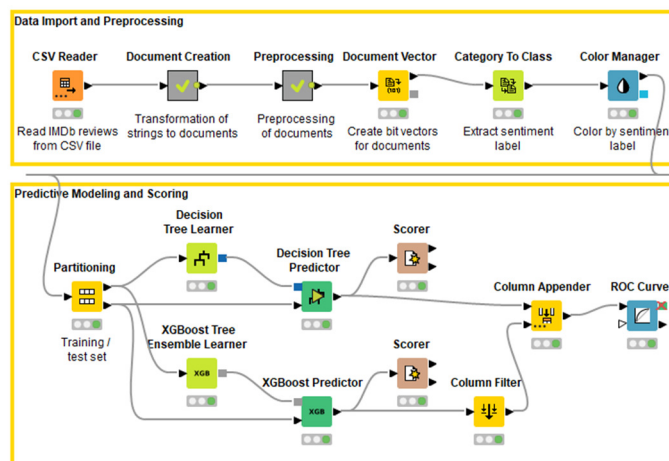 Data Import and Preprocessing
CSV Reader
Document Creation
Preprocessing
Document Vector
Category To Class
Color Manager
Read IMDb reviews
from CSV file
Transformation of
strings to documents
Preprocessing
of documents
Create bit vectors
for documents
Extract sentiment
label
Color by sentiment
label
Predictive Modeling and Scoring
Decision
Tree Learner
Decision Tree
Predictor
Scorer
Partitioning
Column Appender
ROC Curve
Training /
test set
XGBoost Tree
Ensemble Learner
XGB
XGBoost Predictor
XGB
Scorer
Column Filter